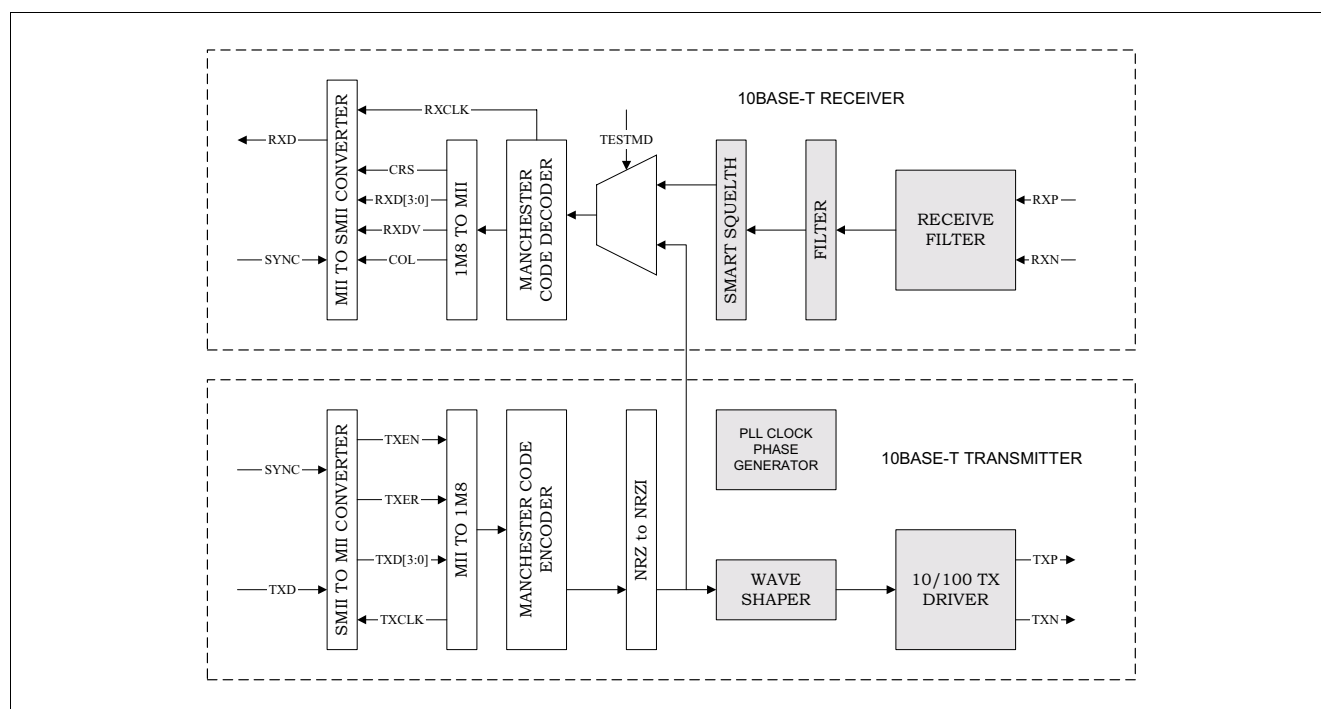 10BASE-T RECEIVER
MII TO SMII CONVERTER
RXCLK
RXD
TESTMD
CRS
RXD[3:0]
RXDV
COL
SYNC
1M8 TO MII
MANCHESTER
CODE DECODER
SMART SQUELTH
FILTER
RECEIVE
FILTER
RXP
RXN
SMII TO MII CONVERTER
SYNC
TXD
TXEN
TXER
TXD[3:0]
TXCLK
MII TO 1M8
MANCHESTER CODE
ENCODER
NRZ to NRZI
PLL CLOCK
PHASE
GENERATOR
10BASE-T TRANSMITTER
WAVE
SHAPER
10/100 TX
DRIVER
TXP
TXN